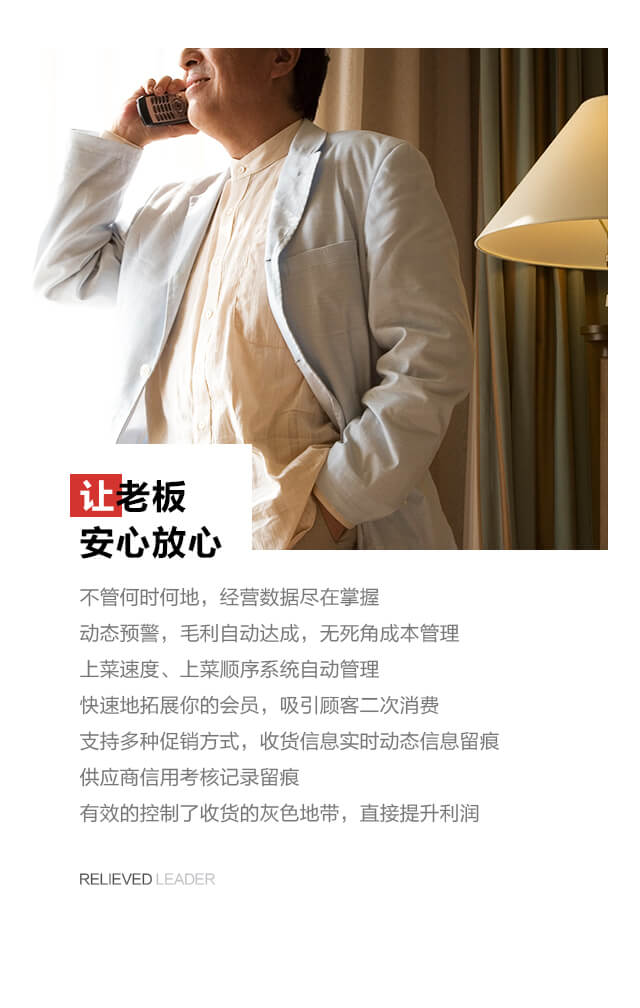 让老板
安心放心
不管何时何地，经营数据尽在掌握
动态预警，毛利自动达成，无死角成本管理
上菜速度、上菜顺序系统自动管理
快速地拓展你的会员，吸引顾客二次消费
支持多种促销方式，收货信息实时动态信息留痕
供应商信用考核记录留痕
有效的控制了收货的灰色地带，直接提升利润
RELIEVED LEADER